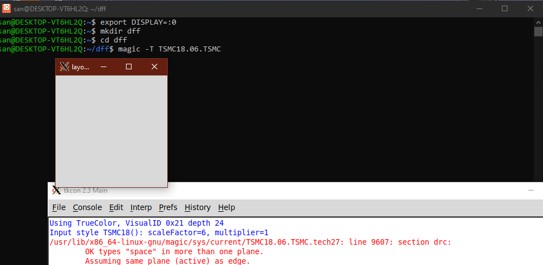 san@DESKTOP-VT6HL2Q: ~/dff
san@DESKTOP-VT6HL2Q:~$ export DISPLAY=:0
san@DESKTOP-VT6HL2Q:~$ mkdir dff
san@DESKTOP-VT6HL2Q:~$ cd dff
san@DESKTOP-VT6HL2Q:~/dff$ magic -T TSMC18.06.TSMC
layo...
tkcon 2.3 Main
File Console Edit Interp Prefs History Help
Using TrueColor, VisualID 0x21 depth 24
Input style TSMC18(): scaleFactor=6, multiplier=1
/usr/lib/x86_64-linux-gnu/magic/sys/current/TSMC18.06.TSMC.tech27: line 9607: section drc:
OK types "space" in more than one plane.
Assuming same plane (active) as edge.